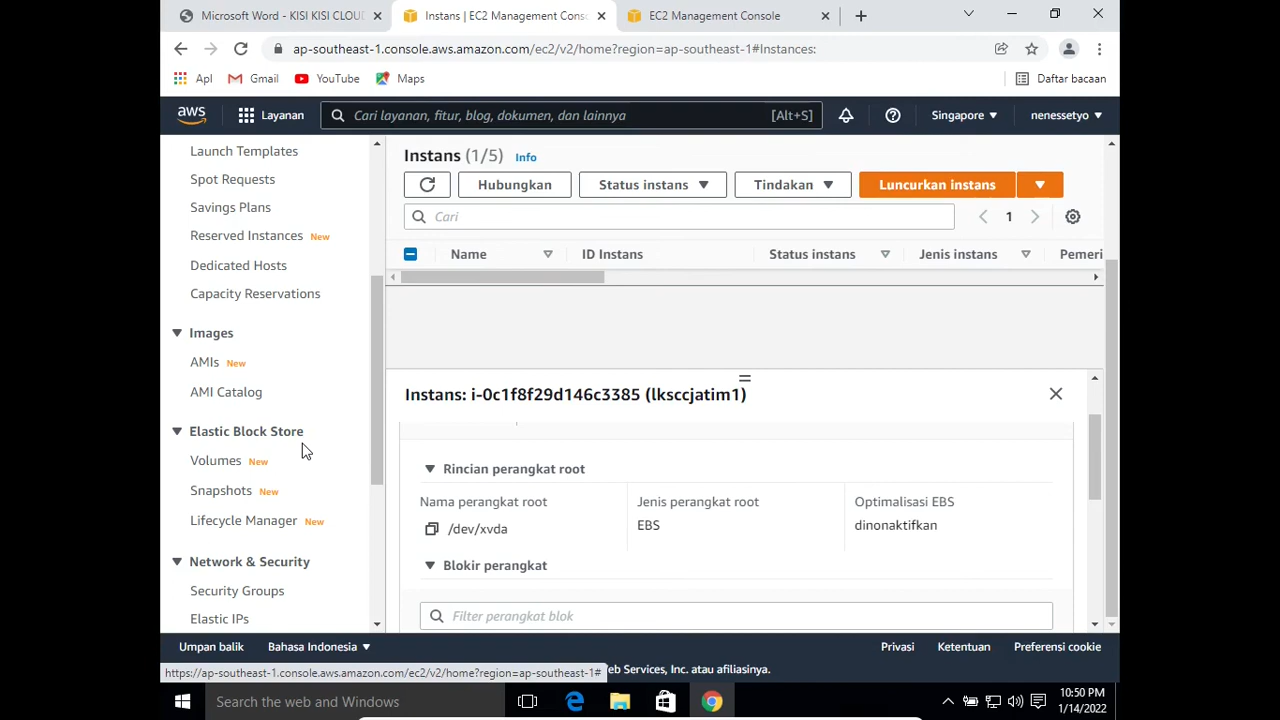 Microsoft Word - KISI KISI CLOUD
Instans | EC2 Management Conso
EC2 Management Console
ap-southeast-1.console.aws.amazon.com/ec2/v2/home?region=ap-southeast-1#Instances:
Apl
Gmail
YouTube
Maps
Daftar bacaan
aws
Layanan
Cari layanan, fitur, blog, dokumen, dan lainnya
[Alt+S]
Singapore
nenessetyo
Launch Templates
Spot Requests
Savings Plans
Reserved Instances New
Dedicated Hosts
Capacity Reservations
Images
AMIs New
AMI Catalog
Elastic Block Store
Volumes New
Snapshots New
Lifecycle Manager New
Network & Security
Security Groups
Elastic IPs
Instans (1/5) Info
Hubungkan
Status instans
Tindakan
Luncurkan instans
Cari
1
Name
ID Instans
Status instans
Jenis instans
Pemeri
Instans: i-0c1f8f29d146c3385 (lksccjatim1)
Rincian perangkat root
Nama perangkat root
/dev/xvda
Jenis perangkat root
EBS
Optimalisasi EBS
dinonaktifkan
Blokir perangkat
Filter perangkat blok
Umpan balik
Bahasa Indonesia
Privasi
Ketentuan
Preferensi cookie
https://ap-southeast-1.console.aws.amazon.com/ec2/v2/home?region=ap-southeast-1#
eb Services, Inc. atau afiliasinya.
Search the web and Windows
10:50 PM
1/14/2022